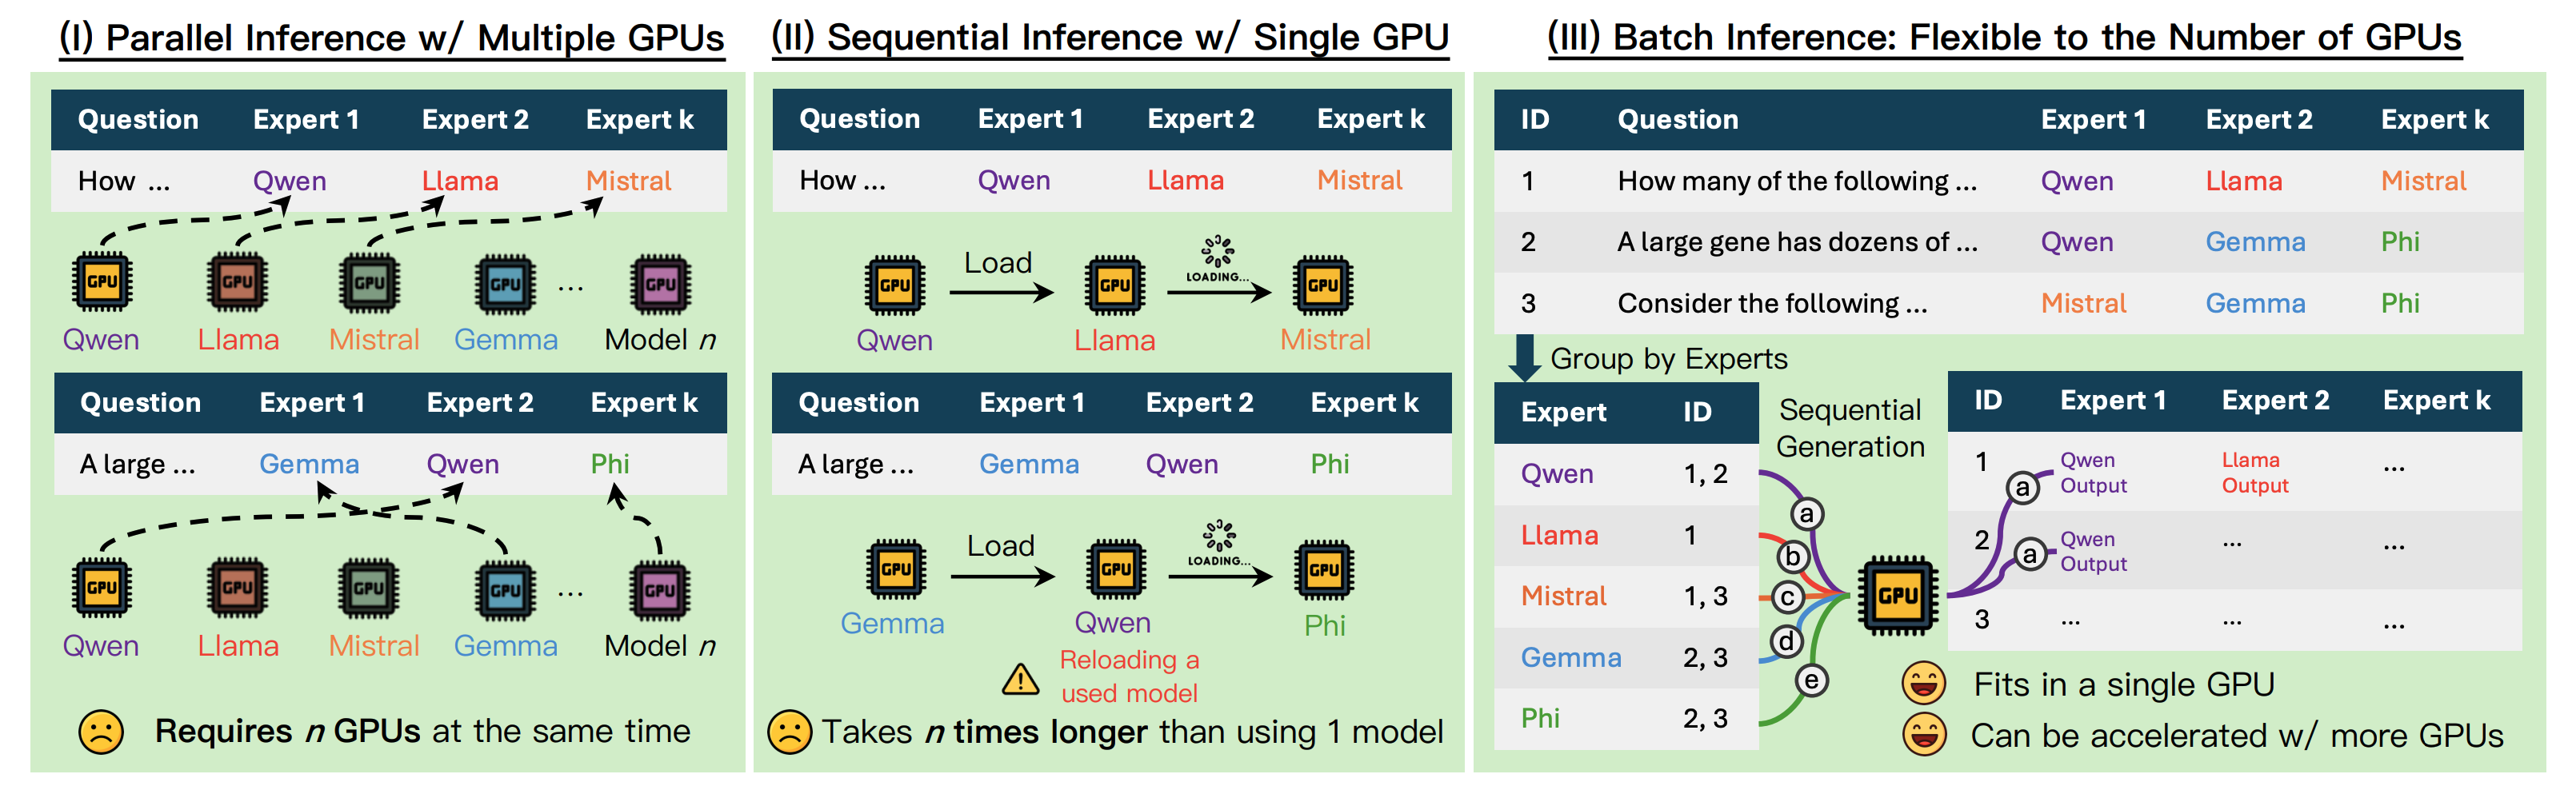 (I) Parallel Inference w/ Multiple GPUs
Question Expert 1 Expert 2 Expert k
How ... Qwen Llama Mistral
GPU GPU GPU GPU ... GPU
Qwen Llama Mistral Gemma Model n
Question Expert 1 Expert 2 Expert k
A large ... Gemma Qwen Phi
GPU GPU GPU GPU ... GPU
Qwen Llama Mistral Gemma Model n
Requires n GPUs at the same time
(II) Sequential Inference w/ Single GPU
Question Expert 1 Expert 2 Expert k
How ... Qwen Llama Mistral
GPU Load GPU LOADING... GPU
Qwen Llama Mistral
Question Expert 1 Expert 2 Expert k
A large ... Gemma Qwen Phi
GPU Load GPU LOADING... GPU
Gemma Qwen Phi
Reloading a
used model
Takes n times longer than using 1 model
(III) Batch Inference: Flexible to the Number of GPUs
ID Question Expert 1 Expert 2 Expert k
1 How many of the following ... Qwen Llama Mistral
2 A large gene has dozens of ... Qwen Gemma Phi
3 Consider the following ... Mistral Gemma Phi
Group by Experts
Expert ID
Qwen 1, 2
Llama 1
Mistral 1, 3
Gemma 2, 3
Phi 2, 3
Sequential
Generation
a
b
c
d
e
GPU
ID Expert 1 Expert 2 Expert k
1 a Qwen Output Llama Output ...
2 a Qwen Output ... ...
3 ... ... ...
Fits in a single GPU
Can be accelerated w/ more GPUs